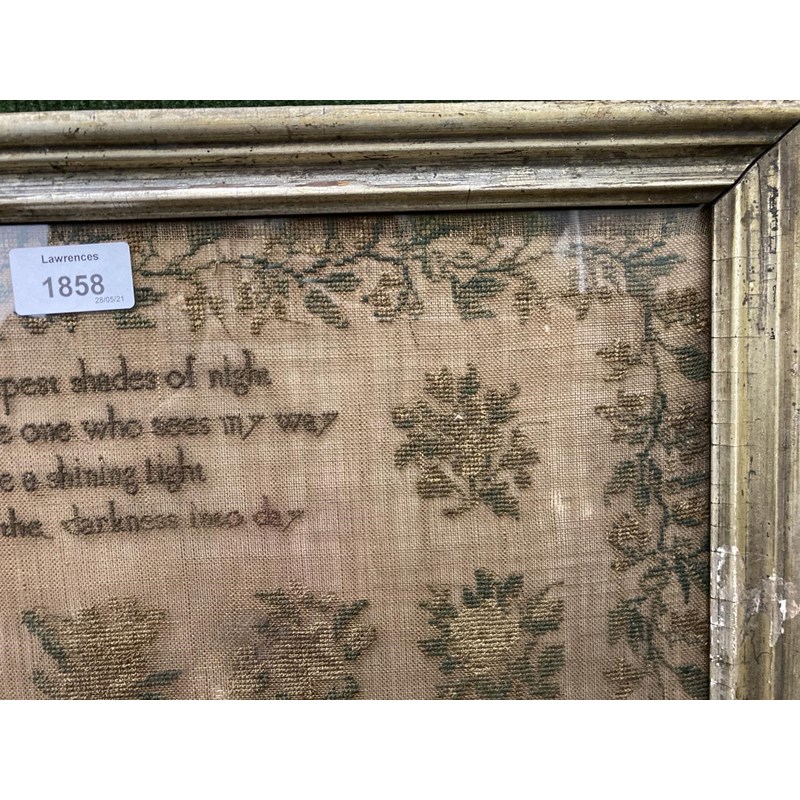 Lawrences
1858
28/05/21
pest shades of night
e one who sees my way
e a shining light
the darkness into day